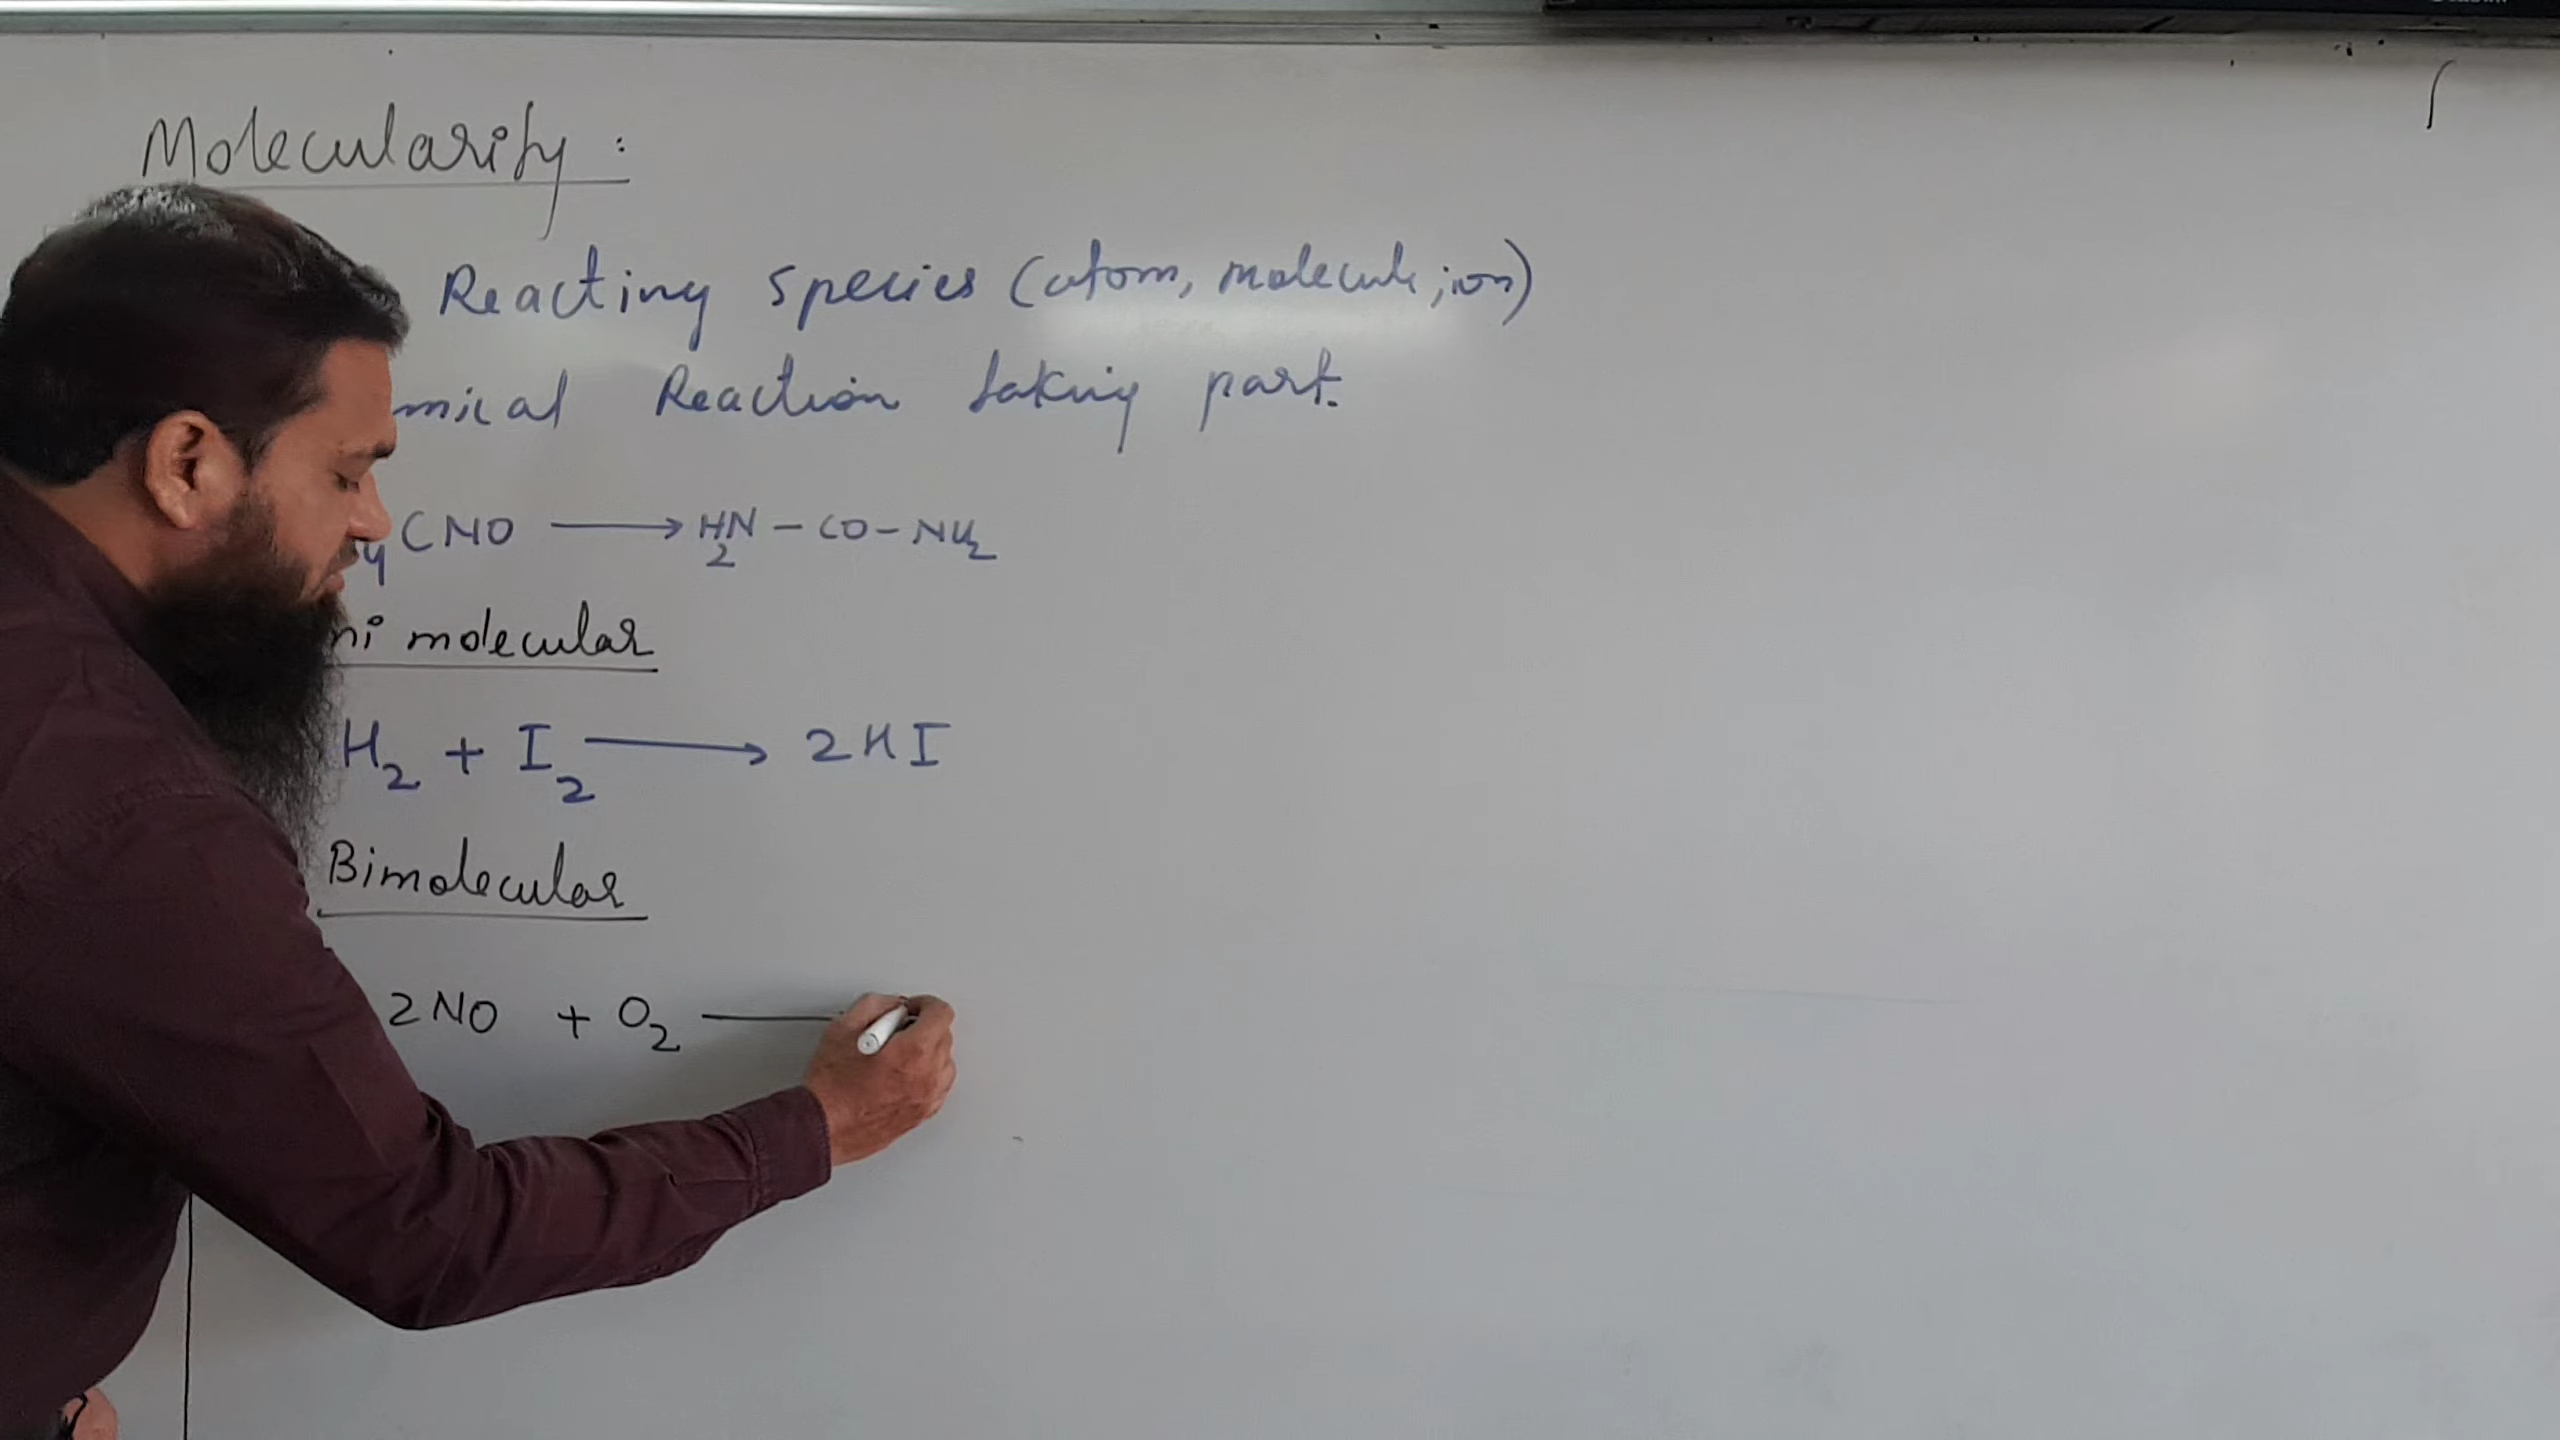 Molecularity :
Reacting species (atom, molecule, ion)
mical Reaction taking part.
4CNO ⟶ H2N - CO - NH2
ni molecular
H2 + I2 ⟶ 2HI
Bimolecular
2NO + O2 —